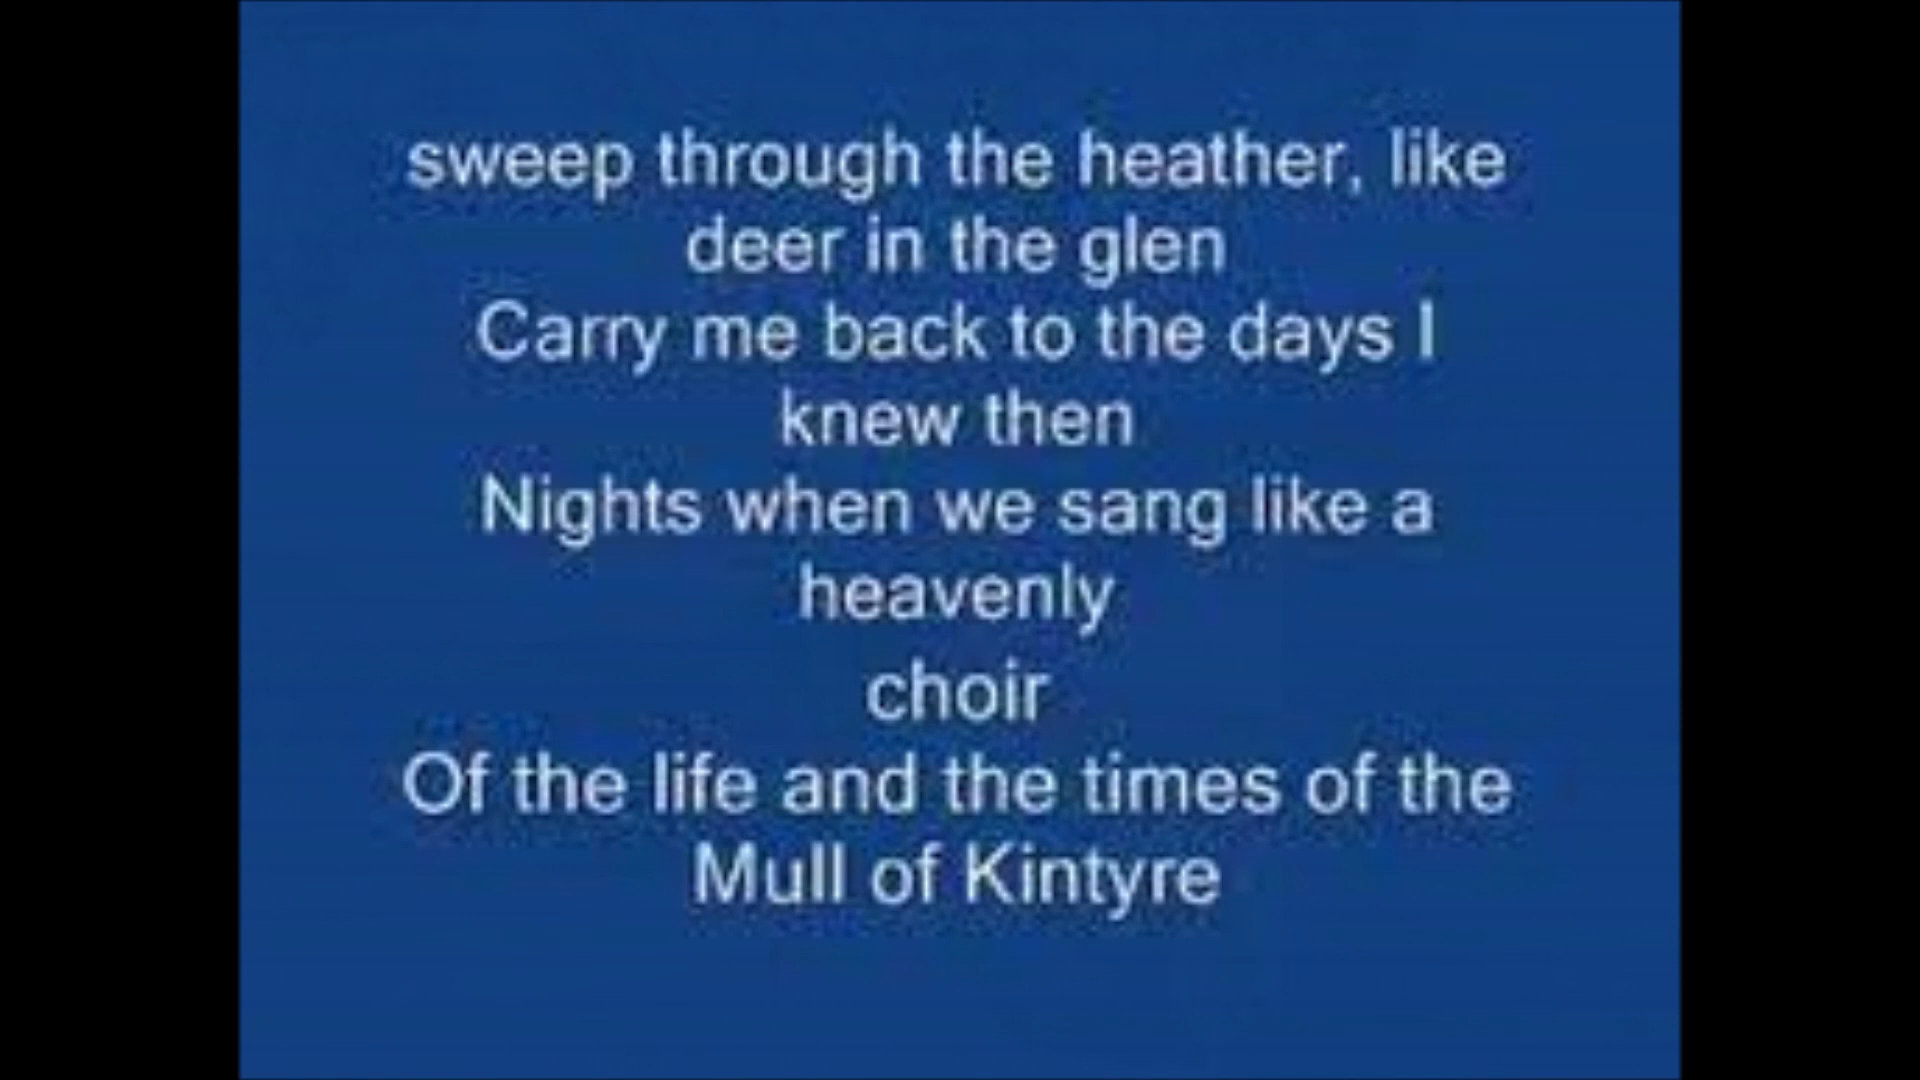 sweep through the heather, like
deer in the glen
Carry me back to the days I
knew then
Nights when we sang like a
heavenly
choir
Of the life and the times of the
Mull of Kintyre